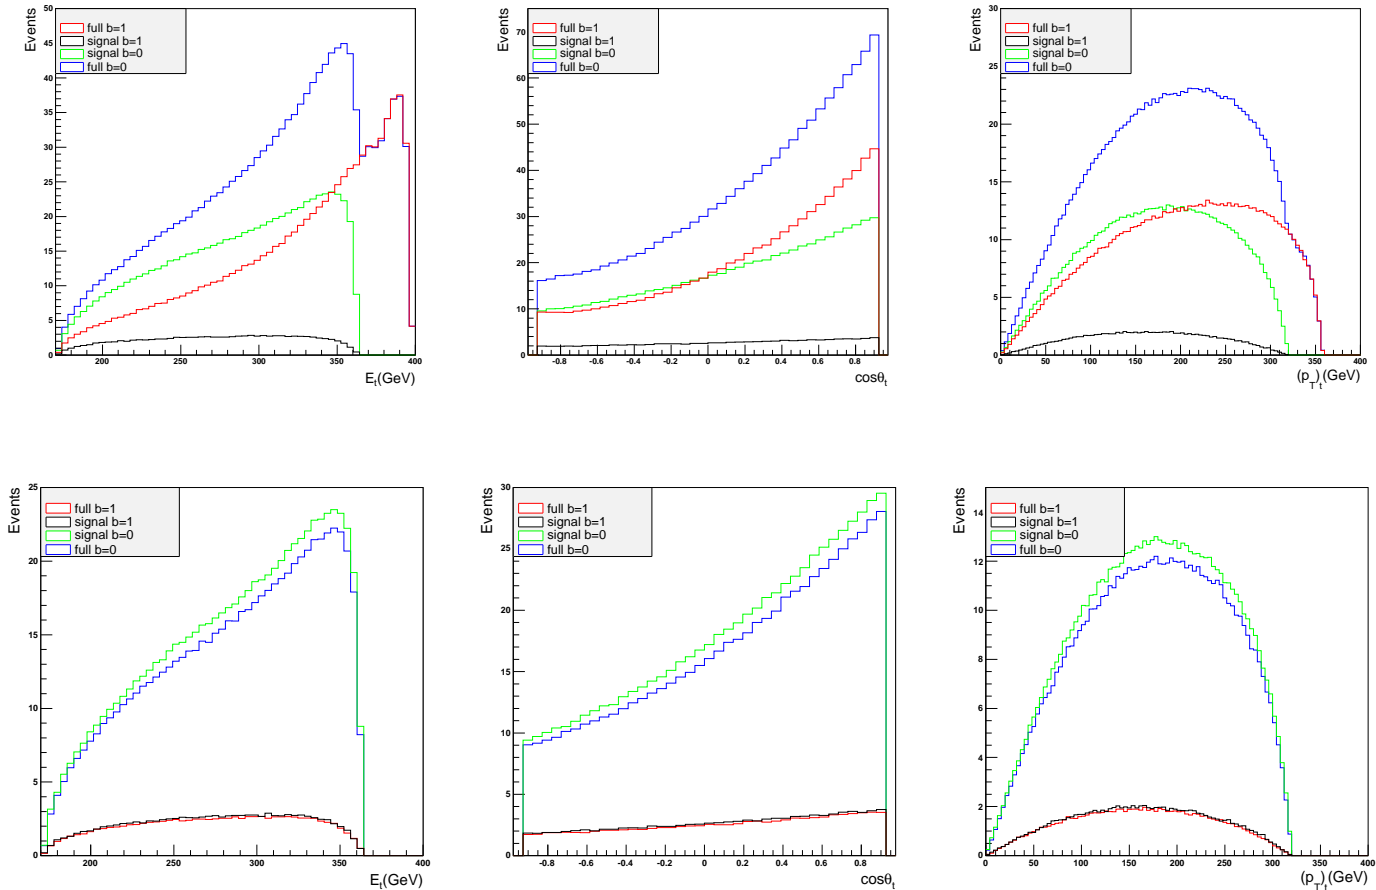 Events
50
45
40
35
30
25
20
15
10
5
0
full b=1
signal b=1
signal b=0
full b=0
200
250
300
350
400
E_t(GeV)
Events
70
60
50
40
30
20
10
0
full b=1
signal b=1
signal b=0
full b=0
-0.8
-0.6
-0.4
-0.2
0
0.2
0.4
0.6
0.8
cosθ_t
Events
30
25
20
15
10
5
0
full b=1
signal b=1
signal b=0
full b=0
0
50
100
150
200
250
300
350
400
(p_T)_t(GeV)
Events
25
20
15
10
5
0
full b=1
signal b=1
signal b=0
full b=0
200
250
300
350
400
E_t(GeV)
Events
30
25
20
15
10
5
0
full b=1
signal b=1
signal b=0
full b=0
-0.8
-0.6
-0.4
-0.2
0
0.2
0.4
0.6
0.8
cosθ_t
Events
14
12
10
8
6
4
2
0
full b=1
signal b=1
signal b=0
full b=0
0
50
100
150
200
250
300
350
400
(p_T)_t(GeV)